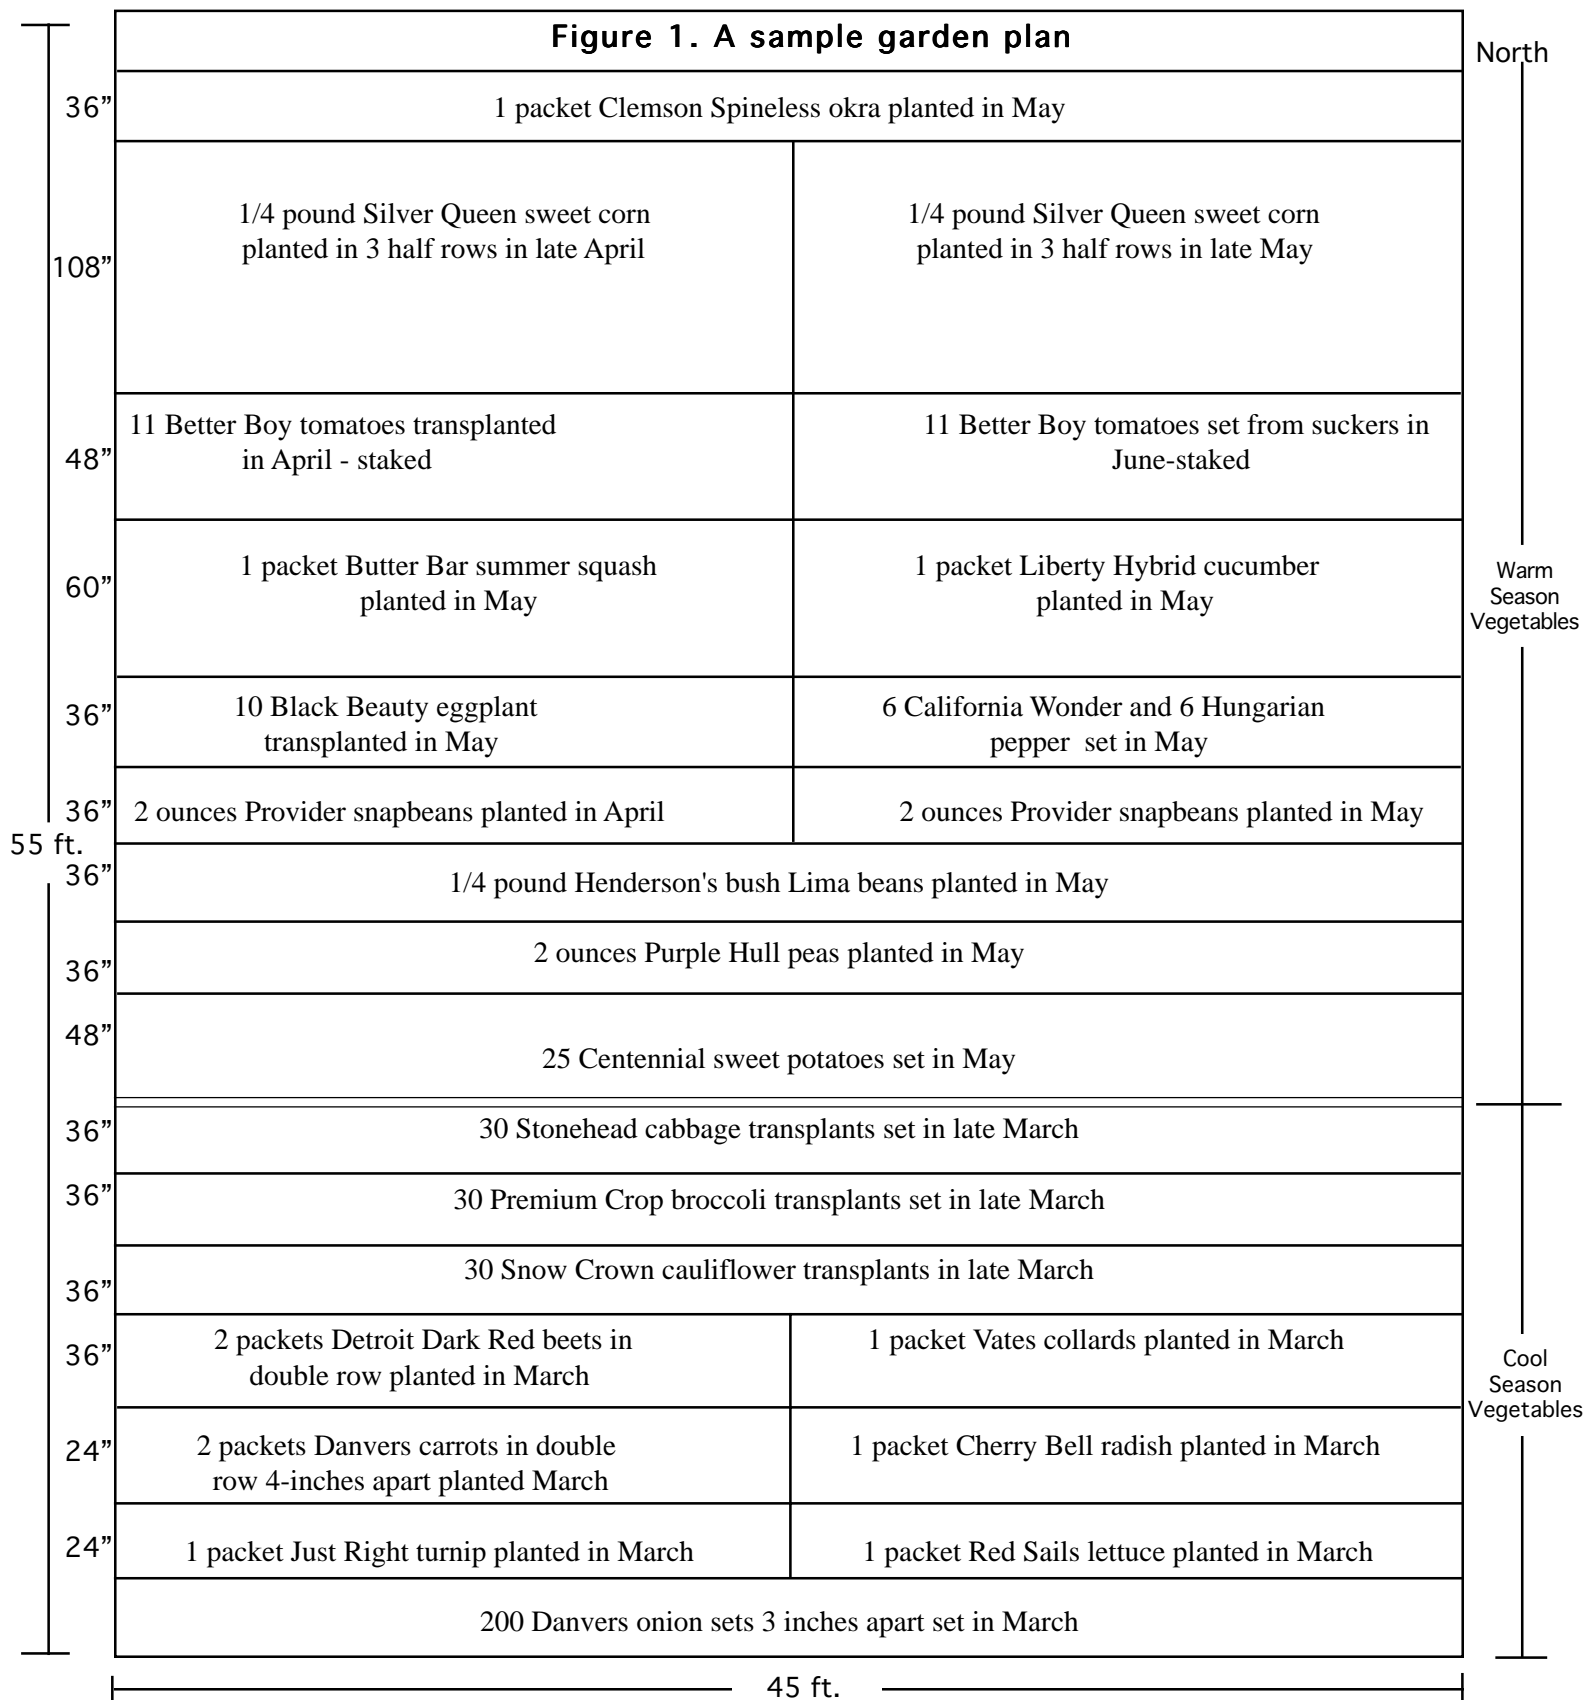 Figure 1. A sample garden plan
North
36”
1 packet Clemson Spineless okra planted in May
108”
1/4 pound Silver Queen sweet corn
planted in 3 half rows in late April
1/4 pound Silver Queen sweet corn
planted in 3 half rows in late May
48”
11 Better Boy tomatoes transplanted
in April - staked
11 Better Boy tomatoes set from suckers in
June-staked
60”
1 packet Butter Bar summer squash
planted in May
1 packet Liberty Hybrid cucumber
planted in May
Warm
Season
Vegetables
36”
10 Black Beauty eggplant
transplanted in May
6 California Wonder and 6 Hungarian
pepper set in May
36”
2 ounces Provider snapbeans planted in April
2 ounces Provider snapbeans planted in May
55 ft.
36”
1/4 pound Henderson's bush Lima beans planted in May
36”
2 ounces Purple Hull peas planted in May
48”
25 Centennial sweet potatoes set in May
36”
30 Stonehead cabbage transplants set in late March
36”
30 Premium Crop broccoli transplants set in late March
36”
30 Snow Crown cauliflower transplants in late March
36”
2 packets Detroit Dark Red beets in
double row planted in March
1 packet Vates collards planted in March
Cool
Season
Vegetables
24”
2 packets Danvers carrots in double
row 4-inches apart planted March
1 packet Cherry Bell radish planted in March
24”
1 packet Just Right turnip planted in March
1 packet Red Sails lettuce planted in March
200 Danvers onion sets 3 inches apart set in March
45 ft.